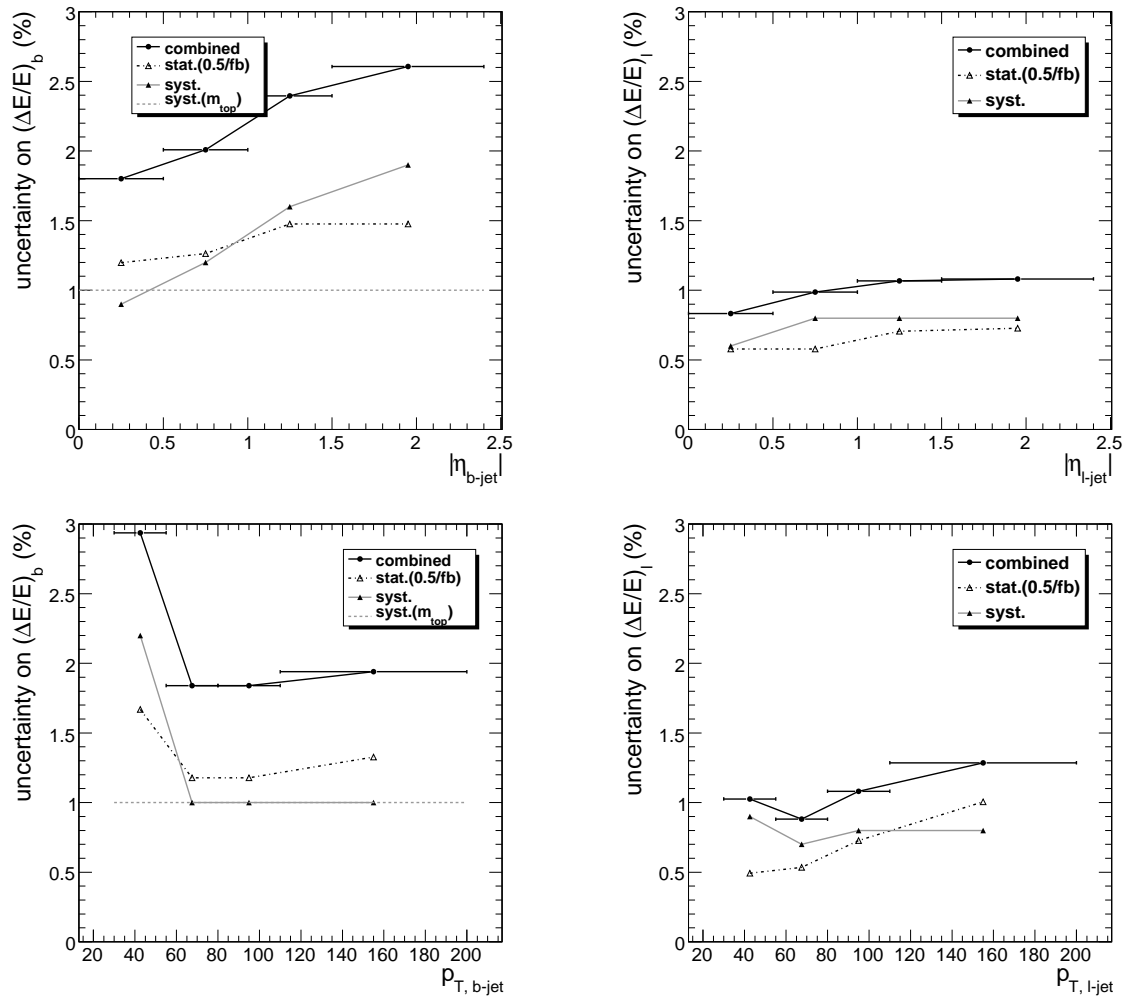 uncertainty on (ΔE/E)_b (%)
3
2.5
2
1.5
1
0.5
0
combined
stat.(0.5/fb)
syst.
syst.(m_top)
0 0.5 1 1.5 2 2.5
|η_b-jet|
uncertainty on (ΔE/E)_l (%)
3
2.5
2
1.5
1
0.5
0
combined
stat.(0.5/fb)
syst.
0 0.5 1 1.5 2 2.5
|η_l-jet|
uncertainty on (ΔE/E)_b (%)
3
2.5
2
1.5
1
0.5
0
combined
stat.(0.5/fb)
syst.
syst.(m_top)
20 40 60 80 100 120 140 160 180 200
p_T, b-jet
uncertainty on (ΔE/E)_l (%)
3
2.5
2
1.5
1
0.5
0
combined
stat.(0.5/fb)
syst.
20 40 60 80 100 120 140 160 180 200
p_T, l-jet